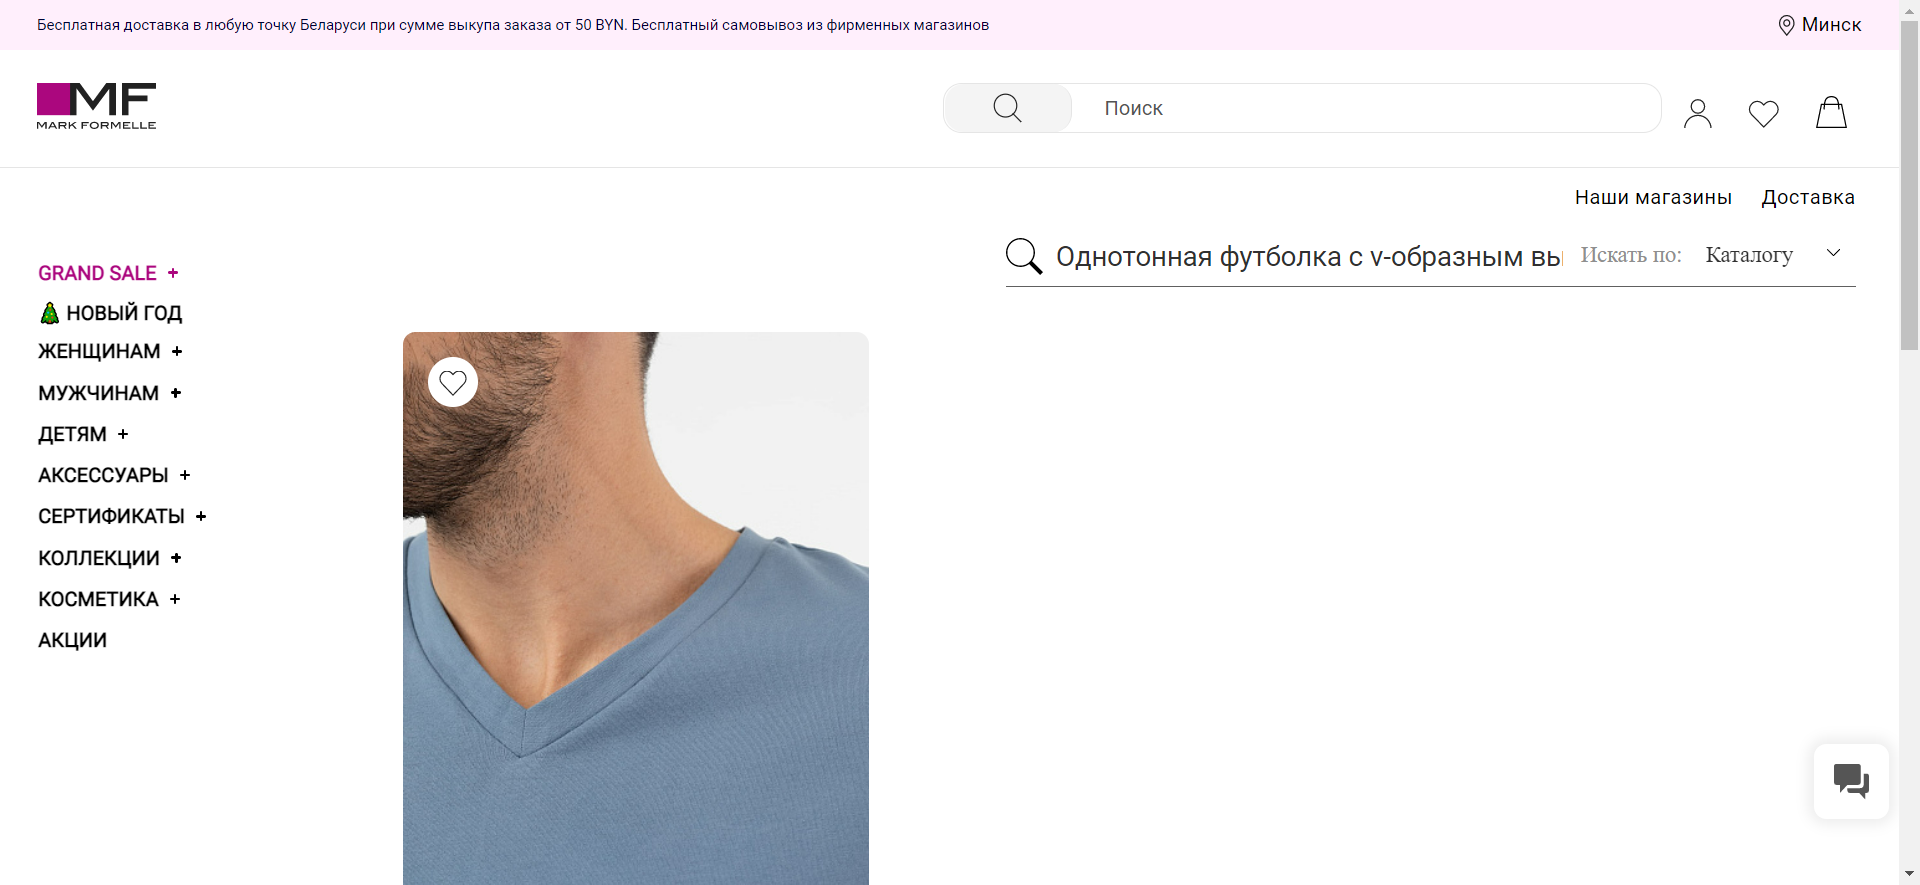 Бесплатная доставка в любую точку Беларуси при сумме выкупа заказа от 50 BYN. Бесплатный самовывоз из фирменных магазинов
Минск
MF
MARK FORMELLE
Поиск
Наши магазины Доставка
Однотонная футболка с v-образным вы
Искать по: Каталогу
GRAND SALE +
НОВЫЙ ГОД
ЖЕНЩИНАМ +
МУЖЧИНАМ +
ДЕТЯМ +
АКСЕССУАРЫ +
СЕРТИФИКАТЫ +
КОЛЛЕКЦИИ +
КОСМЕТИКА +
АКЦИИ